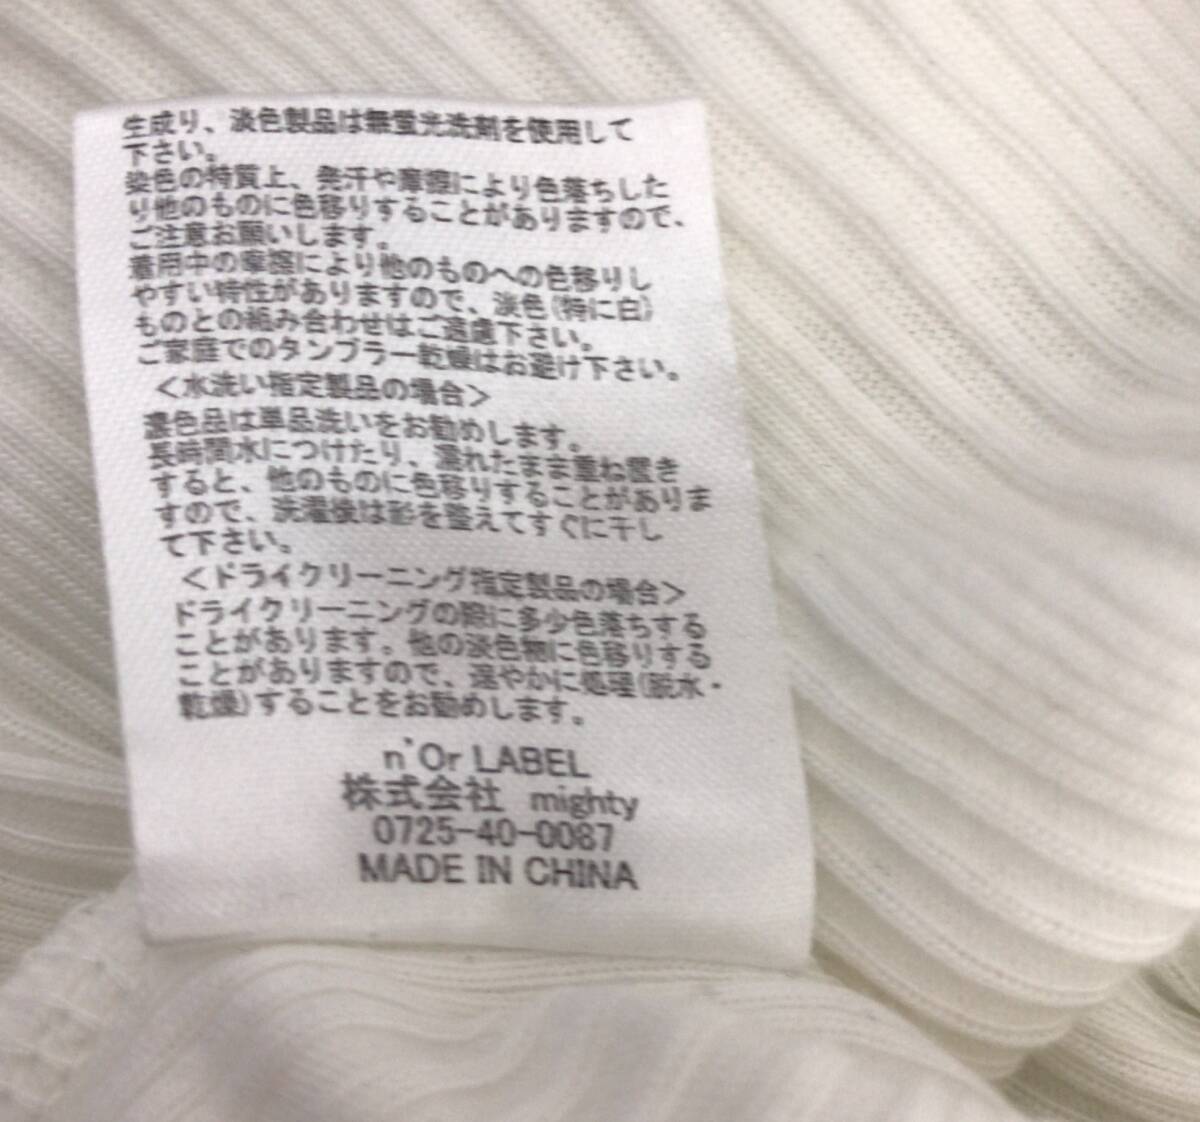 生成り、淡色製品は無蛍光洗剤を使用して
下さい。
染色の特質上、発汗や摩擦により色落ちした
り他のものに色移りすることがありますので、
ご注意お願いします。
着用中の摩擦により他のものへの色移りし
やすい特性がありますので、淡色(特に白)
ものとの組み合わせはご遠慮下さい。
ご家庭でのタンブラー乾燥はお避け下さい。
＜水洗い指定製品の場合＞
濃色品は単品洗いをお勧めします。
長時間水につけたり、濡れたまま重ね置き
すると、他のものに色移りすることがありま
すので、洗濯後は形を整えてすぐに干し
て下さい。
＜ドライクリーニング指定製品の場合＞
ドライクリーニングの際に多少色落ちする
ことがあります。他の淡色物に色移りする
ことがありますので、速やかに処理(脱水・
乾燥)することをお勧めします。
n'Or LABEL
株式会社 mighty
0725-40-0087
MADE IN CHINA